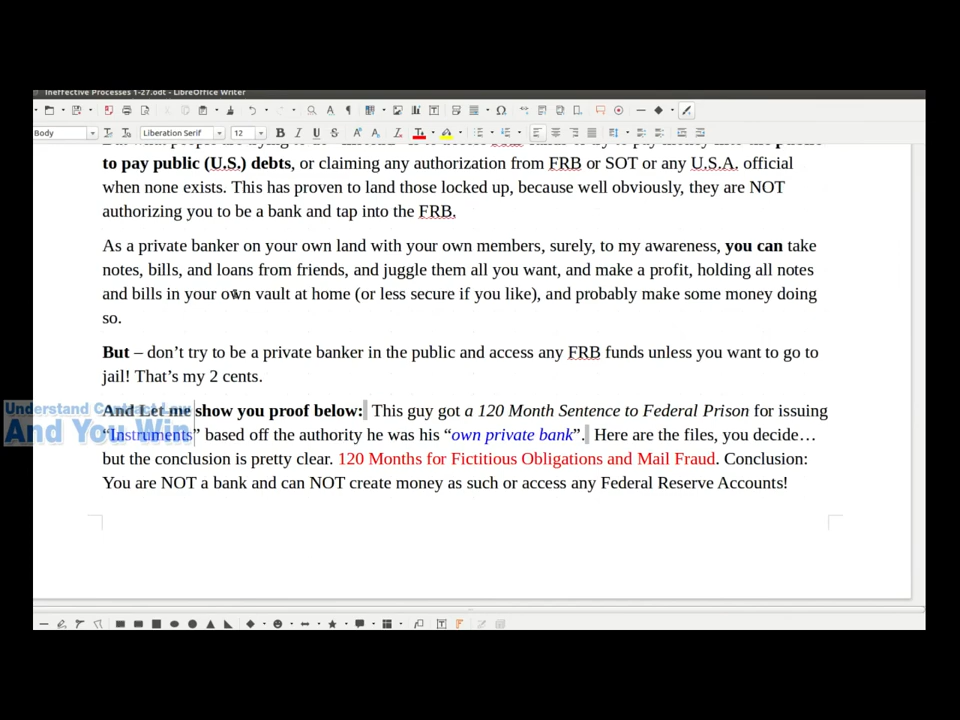 Ineffective Processes 1-27.odt - LibreOffice Writer
Body
Liberation Serif
12
to pay public (U.S.) debts, or claiming any authorization from FRB or SOT or any U.S.A. official
when none exists. This has proven to land those locked up, because well obviously, they are NOT
authorizing you to be a bank and tap into the FRB.
As a private banker on your own land with your own members, surely, to my awareness, you can take
notes, bills, and loans from friends, and juggle them all you want, and make a profit, holding all notes
and bills in your own vault at home (or less secure if you like), and probably make some money doing
so.
But – don’t try to be a private banker in the public and access any FRB funds unless you want to go to
jail! That’s my 2 cents.
And Let me show you proof below: This guy got a 120 Month Sentence to Federal Prison for issuing
“Instruments” based off the authority he was his “own private bank”. Here are the files, you decide…
but the conclusion is pretty clear. 120 Months for Fictitious Obligations and Mail Fraud. Conclusion:
You are NOT a bank and can NOT create money as such or access any Federal Reserve Accounts!
Understand Contract Law
And You Win